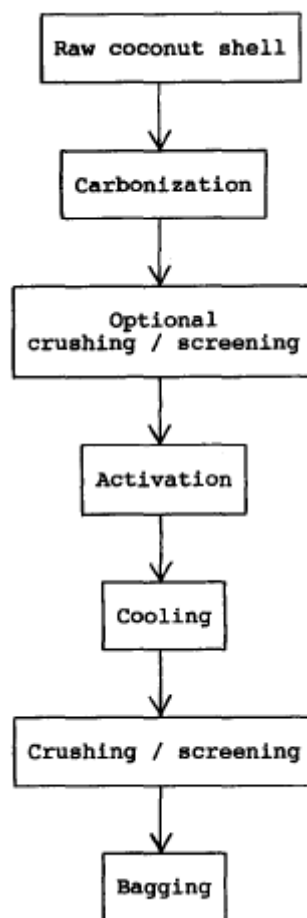 Raw coconut shell
Carbonization
Optional
crushing / screening
Activation
Cooling
Crushing / screening
Bagging